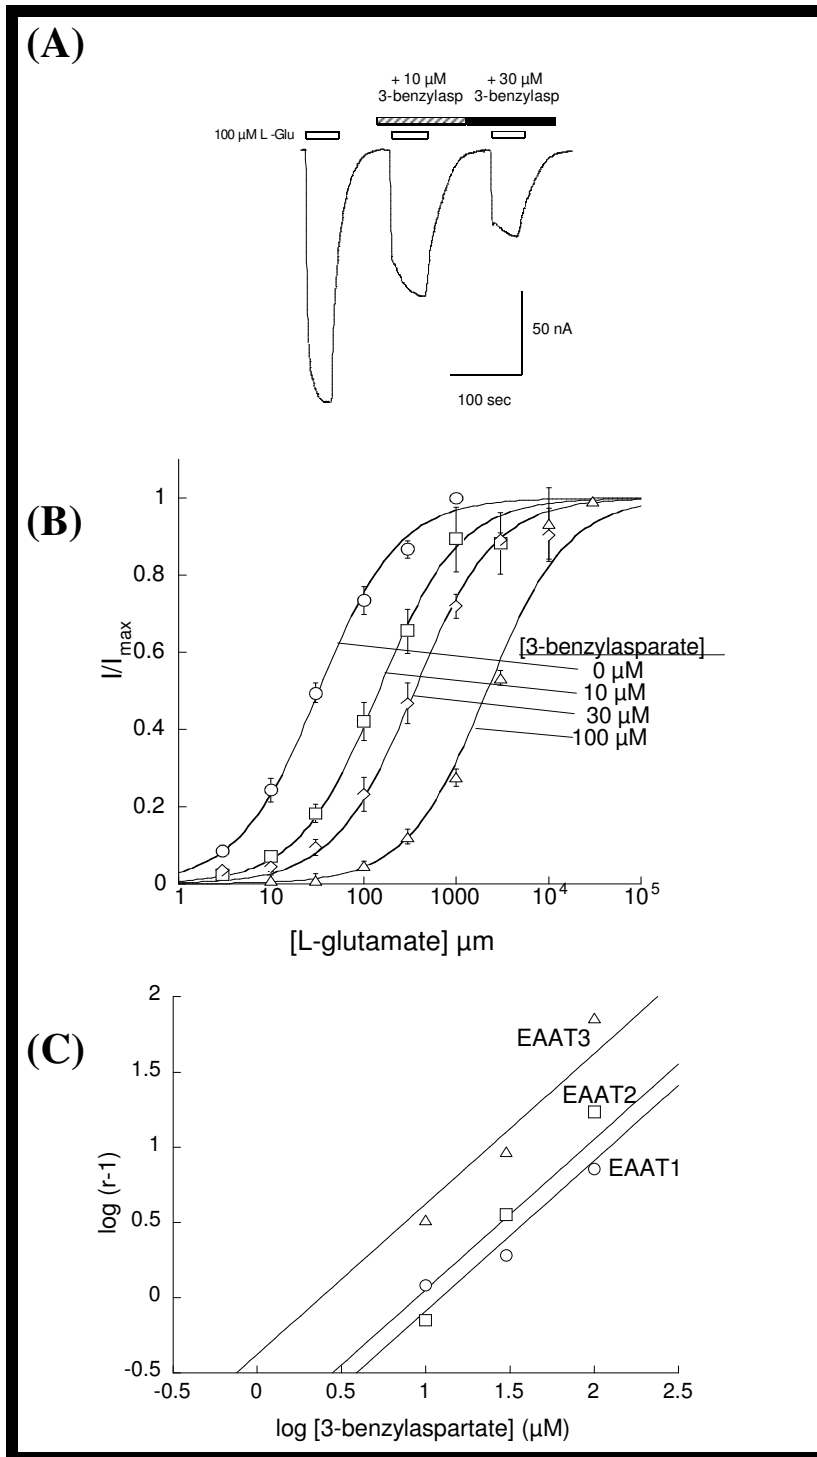 (A)
+ 10 µM
3-benzylasp
+ 30 µM
3-benzylasp
100 µM L -Glu
50 nA
100 sec
(B)
1
0.8
0.6
0.4
0.2
0
I/Imax
[3-benzylasparate]
0 µM
10 µM
30 µM
100 µM
1 10 100 1000 10^4 10^5
[L-glutamate] µm
(C)
2
1.5
1
0.5
0
-0.5
log (r-1)
EAAT3
EAAT2
EAAT1
-0.5 0 0.5 1 1.5 2 2.5
log [3-benzylaspartate] (µM)